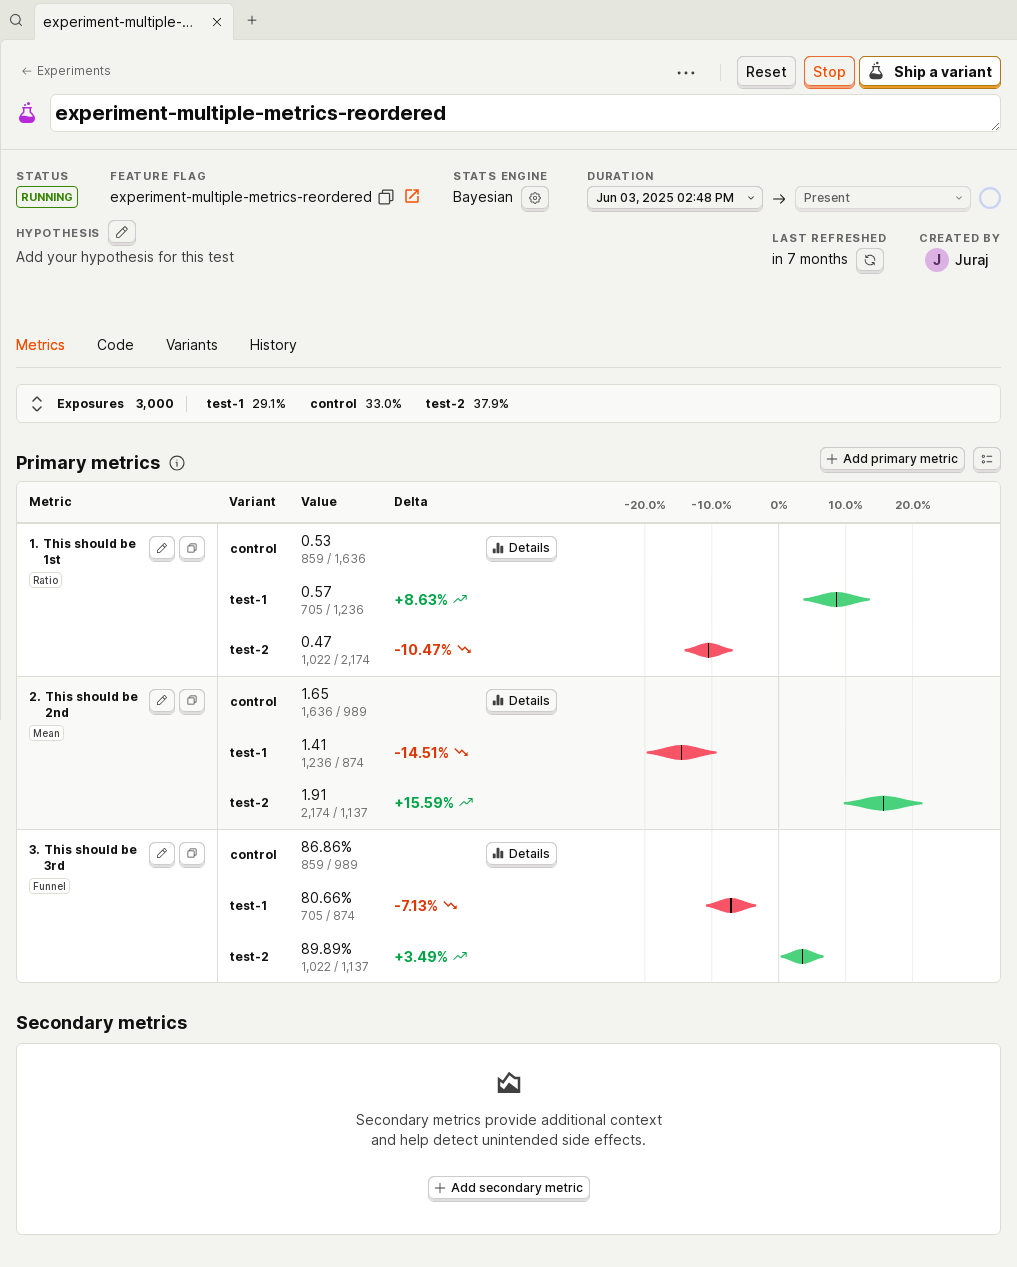 experiment-multiple-...
Experiments
Reset
Stop
Ship a variant
experiment-multiple-metrics-reordered
STATUS
RUNNING
FEATURE FLAG
experiment-multiple-metrics-reordered
STATS ENGINE
Bayesian
DURATION
Jun 03, 2025 02:48 PM
Present
HYPOTHESIS
Add your hypothesis for this test
LAST REFRESHED
in 7 months
CREATED BY
J Juraj
Metrics Code Variants History
Exposures 3,000 test-1 29.1% control 33.0% test-2 37.9%
Primary metrics
Add primary metric
Metric Variant Value Delta -20.0% -10.0% 0% 10.0% 20.0%
1. This should be
1st
Ratio
control 0.53
859 / 1,636
Details
test-1 0.57
705 / 1,236
+8.63%
test-2 0.47
1,022 / 2,174
-10.47%
2. This should be
2nd
Mean
control 1.65
1,636 / 989
Details
test-1 1.41
1,236 / 874
-14.51%
test-2 1.91
2,174 / 1,137
+15.59%
3. This should be
3rd
Funnel
control 86.86%
859 / 989
Details
test-1 80.66%
705 / 874
-7.13%
test-2 89.89%
1,022 / 1,137
+3.49%
Secondary metrics
Secondary metrics provide additional context
and help detect unintended side effects.
Add secondary metric